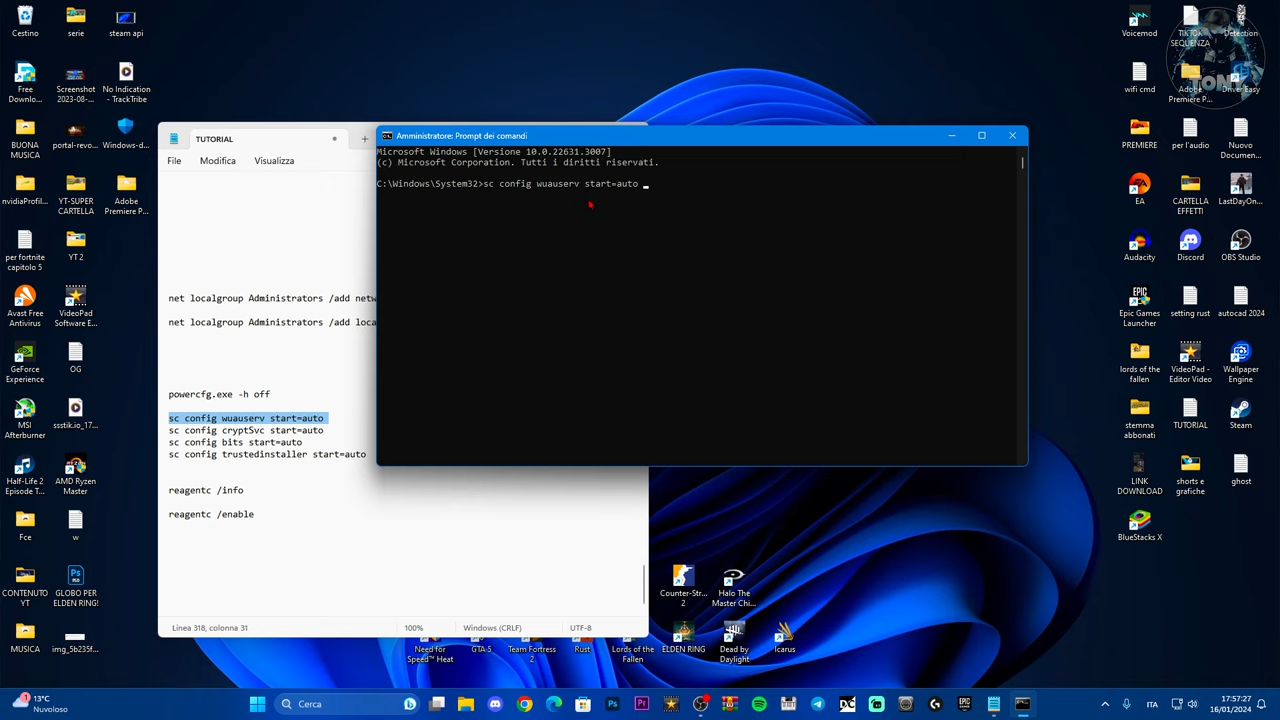 Cestino
serie
steam api
Free Downlo...
Screenshot 2023-08-...
No Indication - TrackTribe
BUONA MUSICA
portal-revo...
Windows-d...
nvidiaProfil...
YT-SUPER CARTELLA
Adobe Premiere P...
per fortnite capitolo 5
YT 2
Avast Free Antivirus
VideoPad Software E...
GeForce Experience
OG
MSI Afterburner
ssstik.io_17...
Half-Life 2 Episode T...
AMD Ryzen Master
Fce
w
CONTENUTO YT
GLOBO PER ELDEN RING!
MUSICA
img_5b235f...
TUTORIAL
File
Modifica
Visualizza
net localgroup Administrators /add netw
net localgroup Administrators /add loca
powercfg.exe -h off
sc config wuauserv start=auto
sc config cryptSvc start=auto
sc config bits start=auto
sc config trustedinstaller start=auto
reagentc /info
reagentc /enable
Linea 318, colonna 31
100%
Windows (CRLF)
UTF-8
Amministratore: Prompt dei comandi
Microsoft Windows [Versione 10.0.22631.3007]
(c) Microsoft Corporation. Tutti i diritti riservati.
C:\Windows\System32>sc config wuauserv start=auto
Voicemod
TIKTOK SEQUENZA
Detection
wifi cmd
Adobe Premiere P...
Driver Easy
TONY
PREMIERE
per l'audio
Nuovo Documen...
EA
CARTELLA EFFETTI
LastDayOn...
Audacity
Discord
OBS Studio
Epic Games Launcher
setting rust
autocad 2024
lords of the fallen
VideoPad - Editor Video
Wallpaper Engine
stemma abbonati
TUTORIAL
Steam
LINK DOWNLOAD
shorts e grafiche
ghost
BlueStacks X
Counter-Str... 2
Halo The Master Chi...
Need for Speed™ Heat
GTA-5
Team Fortress 2
Rust
Lords of the Fallen
ELDEN RING
Dead by Daylight
Icarus
13°C
Nuvoloso
Cerca
ITA
17:57:27
16/01/2024